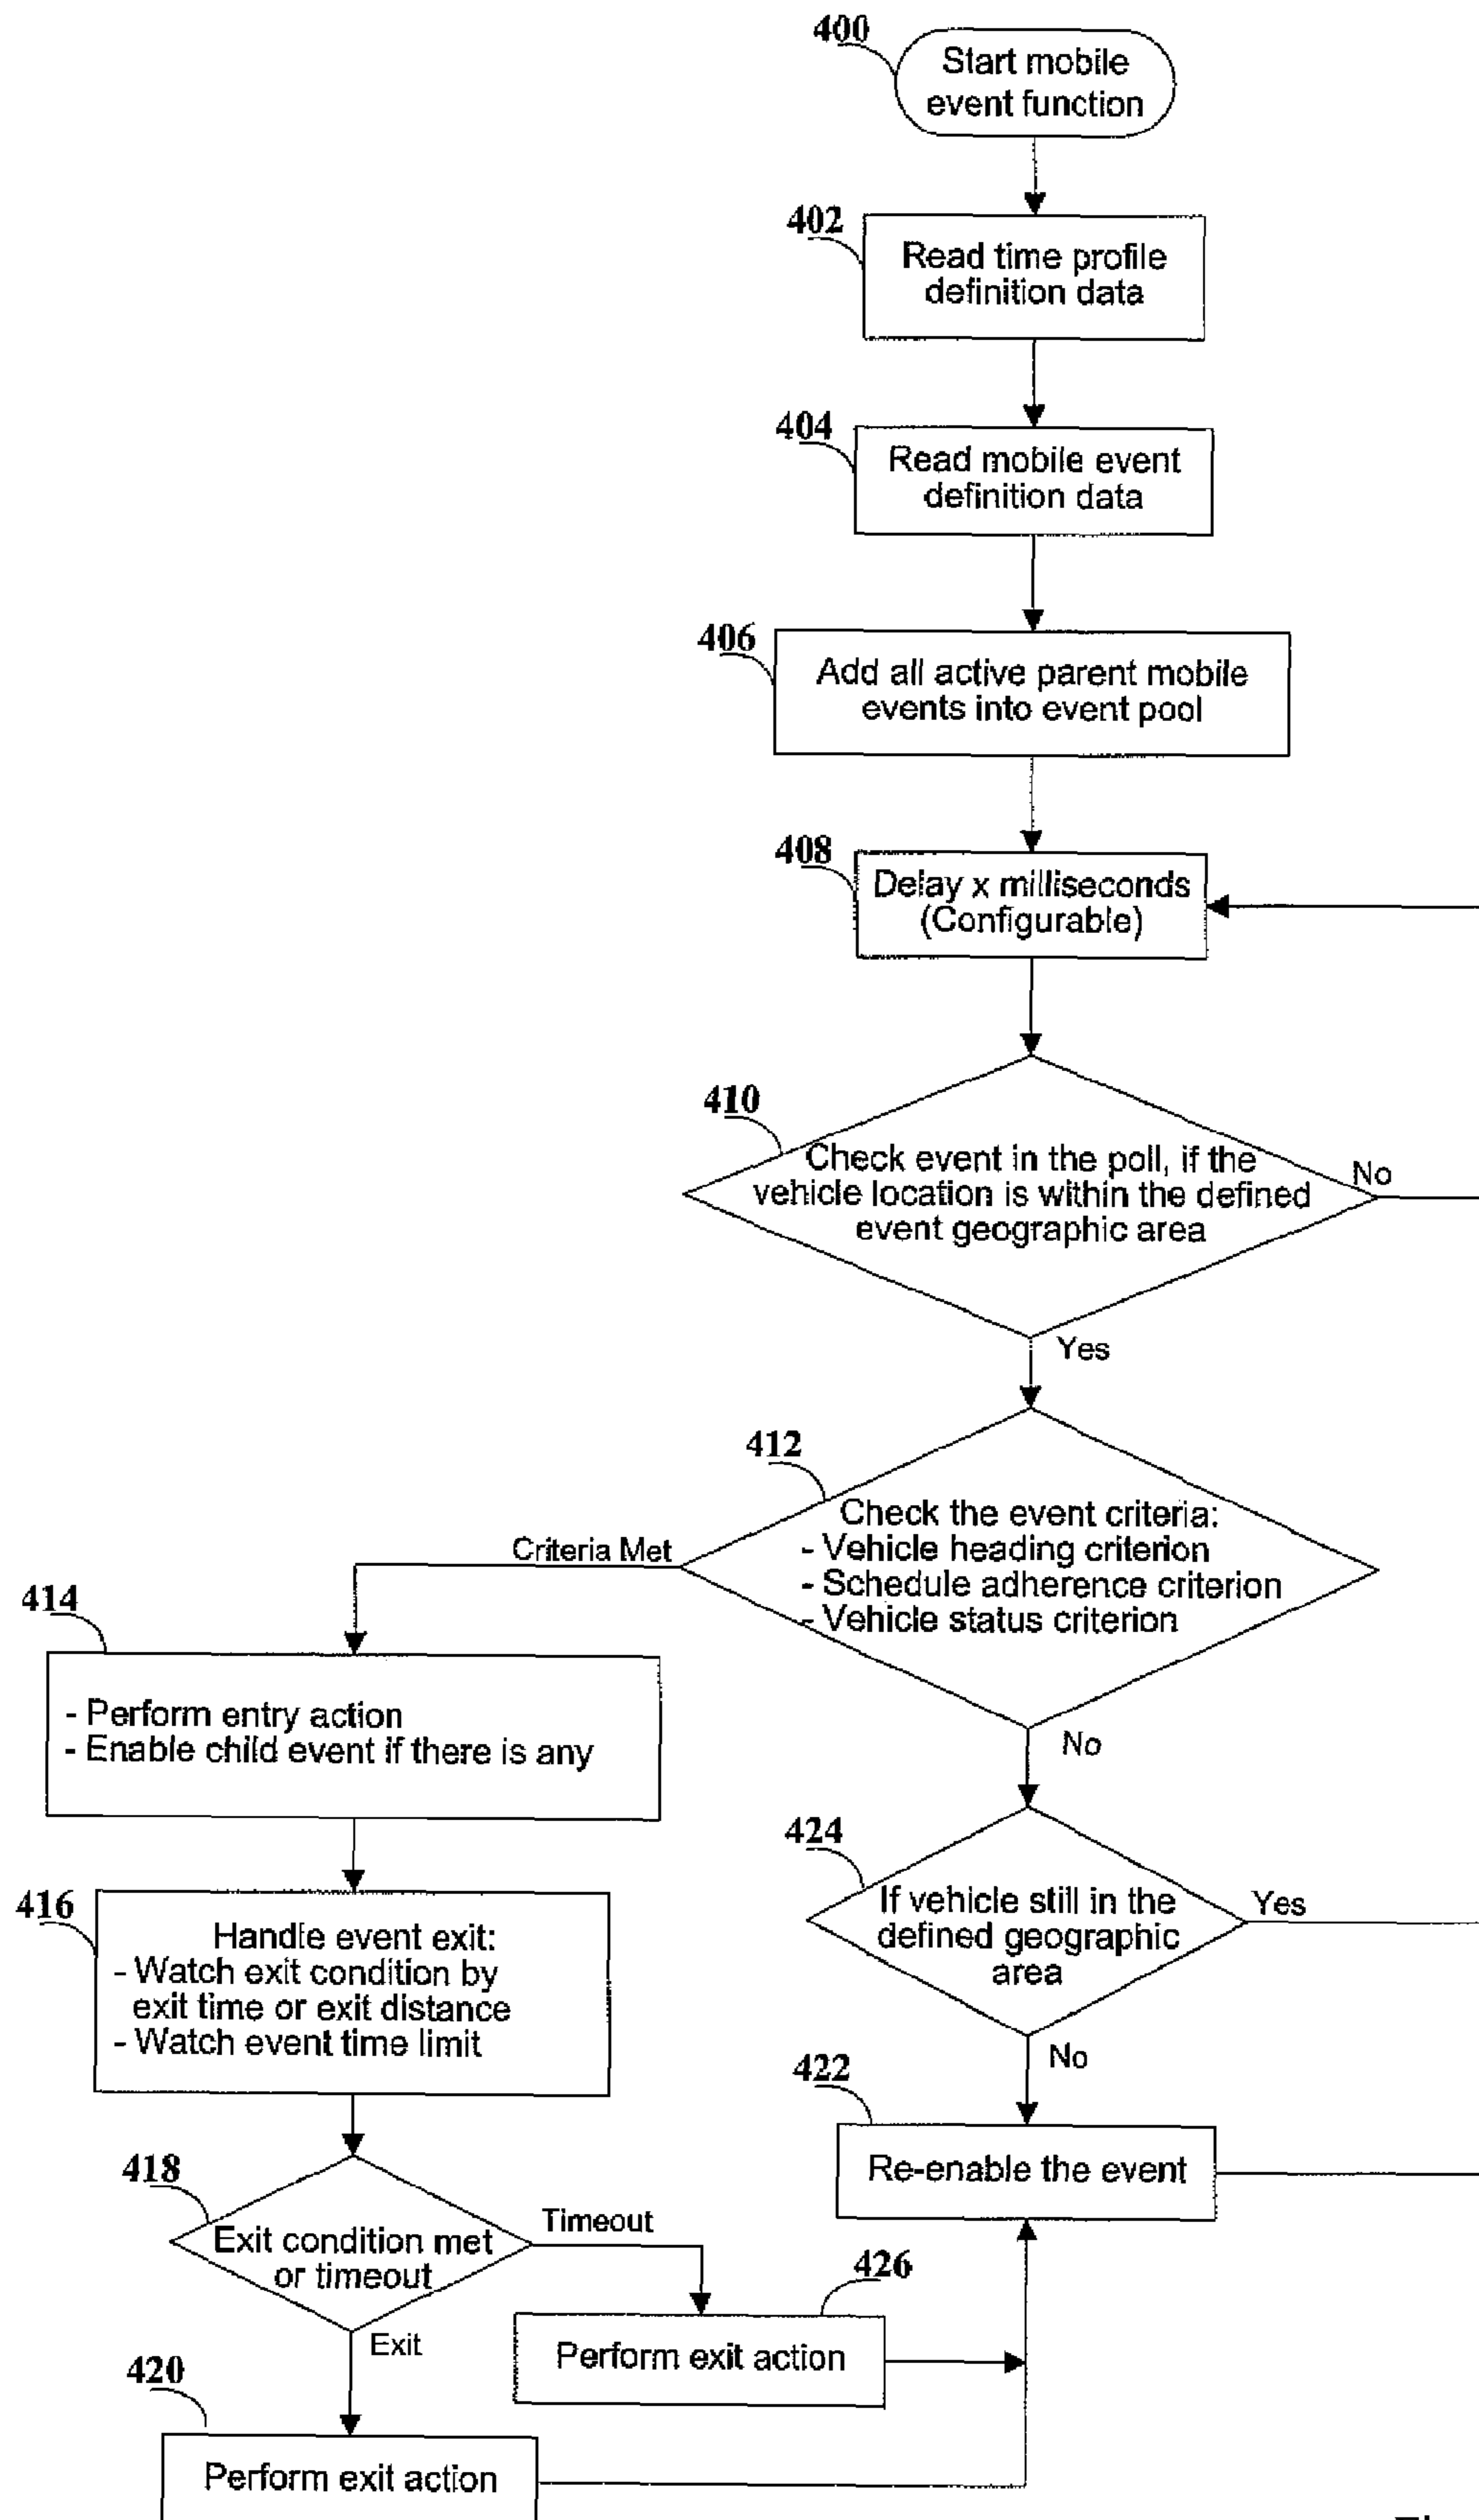 400
Start mobile
event function
402
Read time profile
definition data
404
Read mobile event
definition data
406
Add all active parent mobile
events into event pool
408
Delay x milliseconds
(Configurable)
410
Check event in the poll, if the
vehicle location is within the defined
event geographic area
No
Yes
412
Check the event criteria:
- Vehicle heading criterion
- Schedule adherence criterion
- Vehicle status criterion
Criteria Met
No
414
- Perform entry action
- Enable child event if there is any
416
Handle event exit:
- Watch exit condition by
exit time or exit distance
- Watch event time limit
424
If vehicle still in the
defined geographic
area
Yes
No
422
Re-enable the event
418
Exit condition met
or timeout
Timeout
Exit
426
Perform exit action
420
Perform exit action